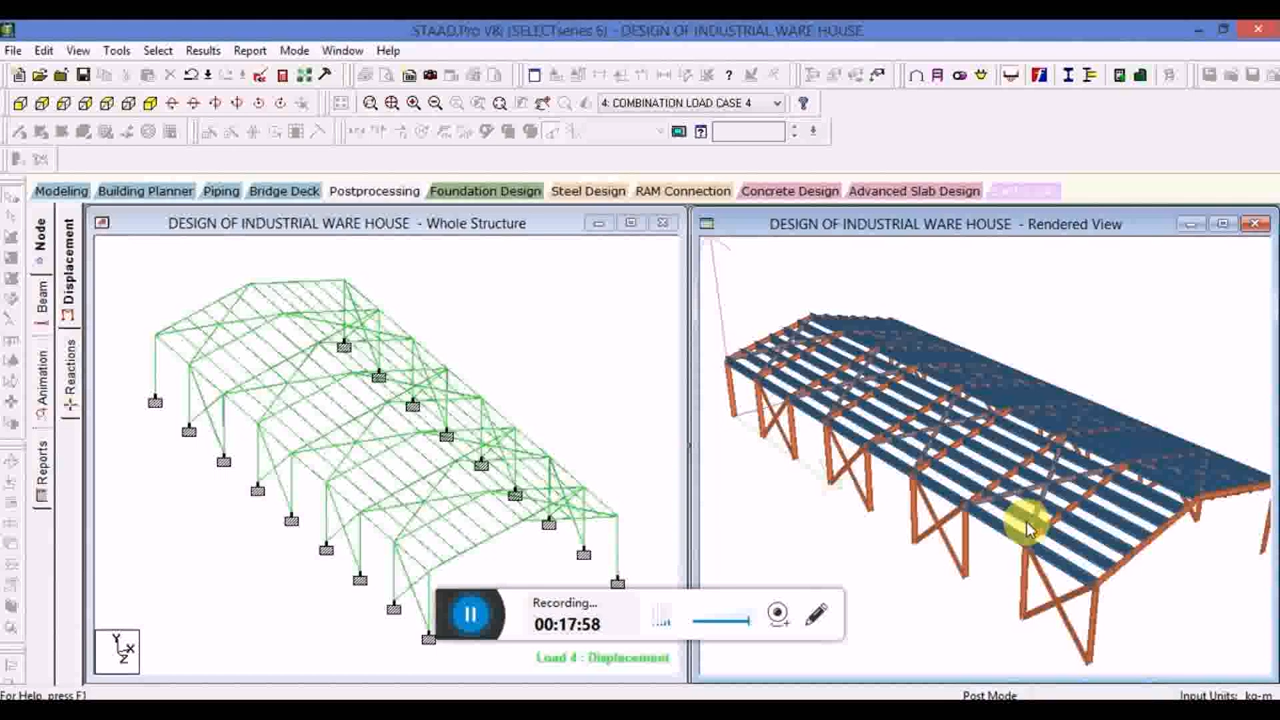 STAAD.Pro V8i (SELECTseries 6) - DESIGN OF INDUSTRIAL WARE HOUSE
File Edit View Tools Select Results Report Mode Window Help
4: COMBINATION LOAD CASE 4
Modeling Building Planner Piping Bridge Deck Postprocessing Foundation Design Steel Design RAM Connection Concrete Design Advanced Slab Design
DESIGN OF INDUSTRIAL WARE HOUSE - Whole Structure
DESIGN OF INDUSTRIAL WARE HOUSE - Rendered View
Node
Beam
Animation
Reports
Displacement
Reactions
Recording...
00:17:58
Y
X
Z
Load 4 : Displacement
For Help, press F1
Post Mode
Input Units: kg-m